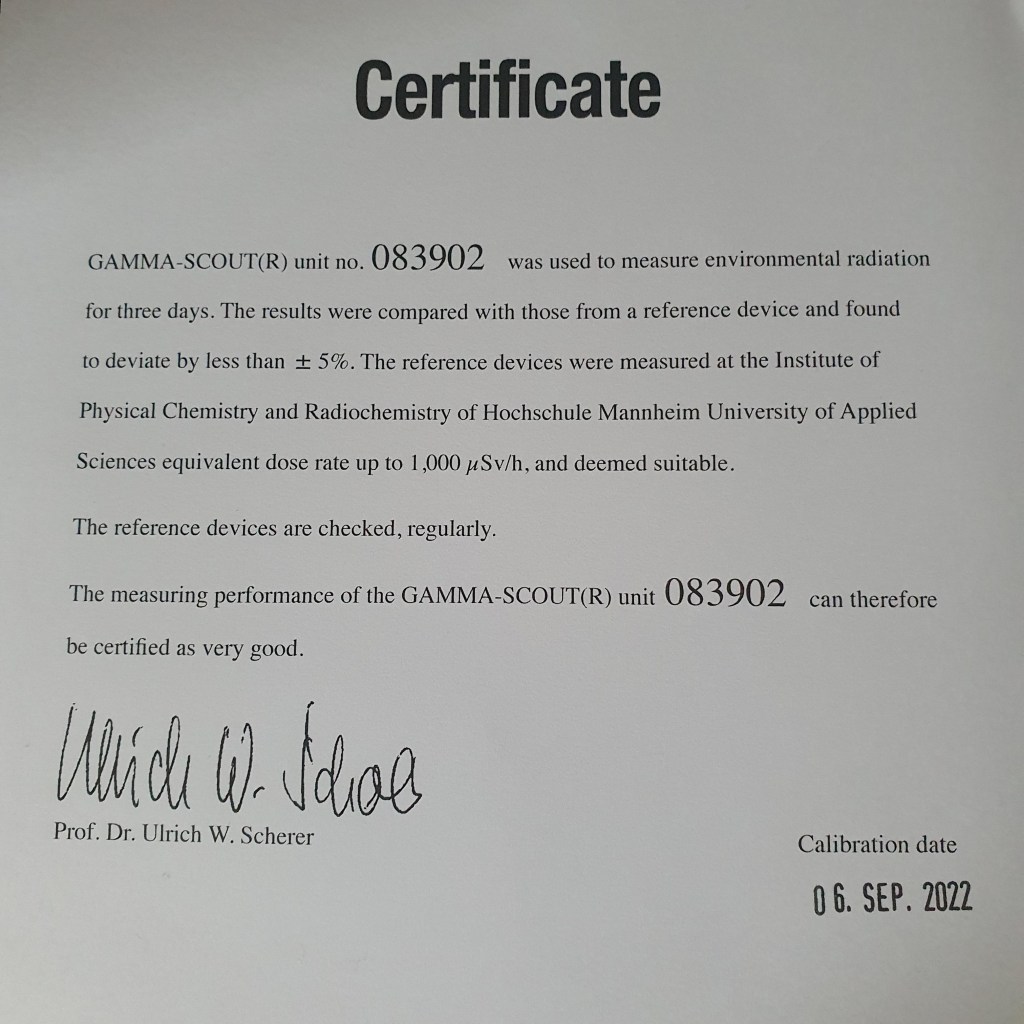 Certificate
GAMMA-SCOUT(R) unit no. 083902 was used to measure environmental radiation
for three days. The results were compared with those from a reference device and found
to deviate by less than ± 5%. The reference devices were measured at the Institute of
Physical Chemistry and Radiochemistry of Hochschule Mannheim University of Applied
Sciences equivalent dose rate up to 1,000 µSv/h, and deemed suitable.
The reference devices are checked, regularly.
The measuring performance of the GAMMA-SCOUT(R) unit 083902 can therefore
be certified as very good.
Ulrich W. Scherer
Prof. Dr. Ulrich W. Scherer
Calibration date
06. SEP. 2022